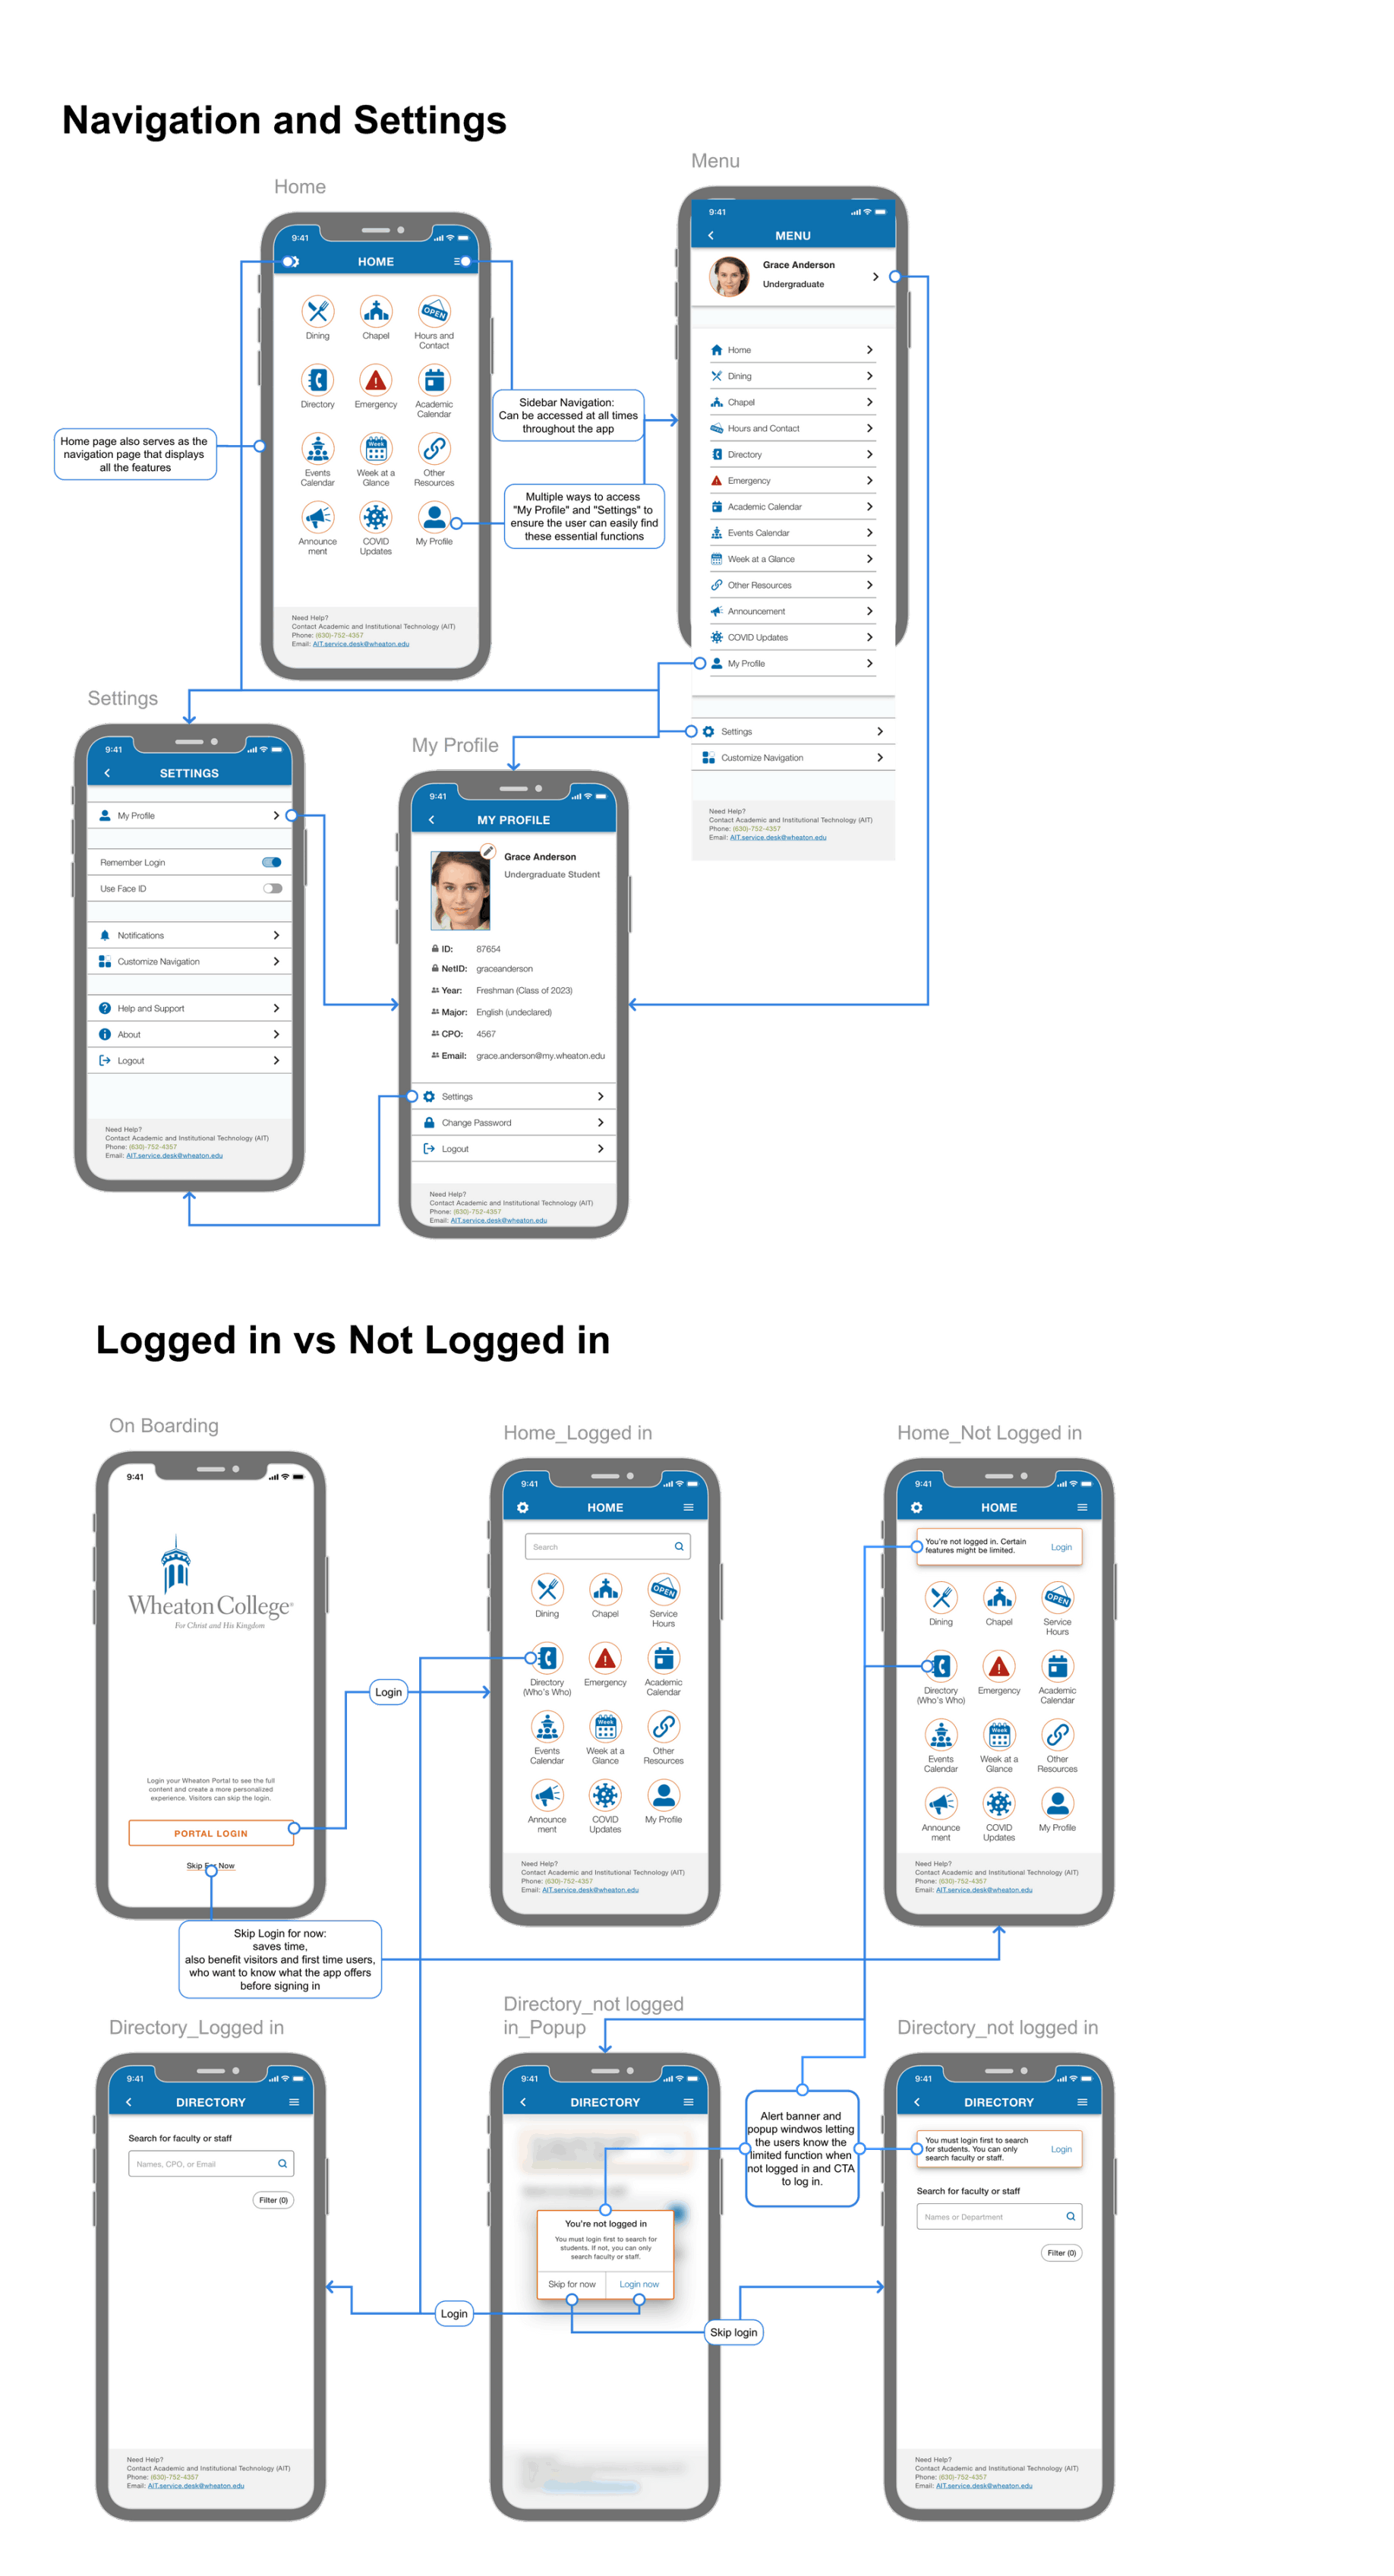 Navigation and Settings
Menu
Home
9:41
HOME
Dining
Chapel
OPEN
Hours and
Contact
Directory
Emergency
Academic
Calendar
Week
Events
Calendar
Week at a
Glance
Other
Resources
Announce
ment
COVID
Updates
My Profile
Need Help?
Contact Academic and Institutional Technology (AIT)
Phone: (630)-752-4357
Email: AIT.service.desk@wheaton.edu
Home page also serves as the
navigation page that displays
all the features
Sidebar Navigation:
Can be accessed at all times
throughout the app
Multiple ways to access
"My Profile" and "Settings" to
ensure the user can easily find
these essential functions
9:41
MENU
Grace Anderson
Undergraduate
Home
Dining
Chapel
Hours and Contact
Directory
Emergency
Academic Calendar
Events Calendar
Week at a Glance
Other Resources
Announcement
COVID Updates
My Profile
Settings
Customize Navigation
Need Help?
Contact Academic and Institutional Technology (AIT)
Phone: (630)-752-4357
Email: AIT.service.desk@wheaton.edu
Settings
9:41
SETTINGS
My Profile
Remember Login
Use Face ID
Notifications
Customize Navigation
Help and Support
About
Logout
Need Help?
Contact Academic and Institutional Technology (AIT)
Phone: (630)-752-4357
Email: AIT.service.desk@wheaton.edu
My Profile
9:41
MY PROFILE
Grace Anderson
Undergraduate Student
ID: 87654
NetID: graceanderson
Year: Freshman (Class of 2023)
Major: English (undeclared)
CPO: 4567
Email: grace.anderson@my.wheaton.edu
Settings
Change Password
Logout
Need Help?
Contact Academic and Institutional Technology (AIT)
Phone: (630)-752-4357
Email: AIT.service.desk@wheaton.edu
Logged in vs Not Logged in
On Boarding
9:41
Wheaton College®
For Christ and His Kingdom
Login your Wheaton Portal to see the full
content and create a more personalized
experience. Visitors can skip the login.
PORTAL LOGIN
Skip For Now
Login
Skip Login for now:
saves time,
also benefit visitors and first time users,
who want to know what the app offers
before signing in
Home_Logged in
9:41
HOME
Search
Dining
Chapel
OPEN
Service
Hours
Directory
(Who's Who)
Emergency
Academic
Calendar
Week
Events
Calendar
Week at a
Glance
Other
Resources
Announce
ment
COVID
Updates
My Profile
Need Help?
Contact Academic and Institutional Technology (AIT)
Phone: (630)-752-4357
Email: AIT.service.desk@wheaton.edu
Home_Not Logged in
9:41
HOME
You're not logged in. Certain
features might be limited.
Login
Dining
Chapel
OPEN
Service
Hours
Directory
(Who's Who)
Emergency
Academic
Calendar
Week
Events
Calendar
Week at a
Glance
Other
Resources
Announce
ment
COVID
Updates
My Profile
Need Help?
Contact Academic and Institutional Technology (AIT)
Phone: (630)-752-4357
Email: AIT.service.desk@wheaton.edu
Directory_Logged in
9:41
DIRECTORY
Search for faculty or staff
Names, CPO, or Email
Filter (0)
Need Help?
Contact Academic and Institutional Technology (AIT)
Phone: (630)-752-4357
Email: AIT.service.desk@wheaton.edu
Directory_not logged
in_Popup
9:41
DIRECTORY
You're not logged in
You must login first to search for
students. If not, you can only
search faculty or staff.
Skip for now
Login now
Login
Skip login
Alert banner and
popup windwos letting
the users know the
limited function when
not logged in and CTA
to log in.
Directory_not logged in
9:41
DIRECTORY
You must login first to search
for students. You can only
search faculty or staff.
Login
Search for faculty or staff
Names or Department
Filter (0)
Need Help?
Contact Academic and Institutional Technology (AIT)
Phone: (630)-752-4357
Email: AIT.service.desk@wheaton.edu